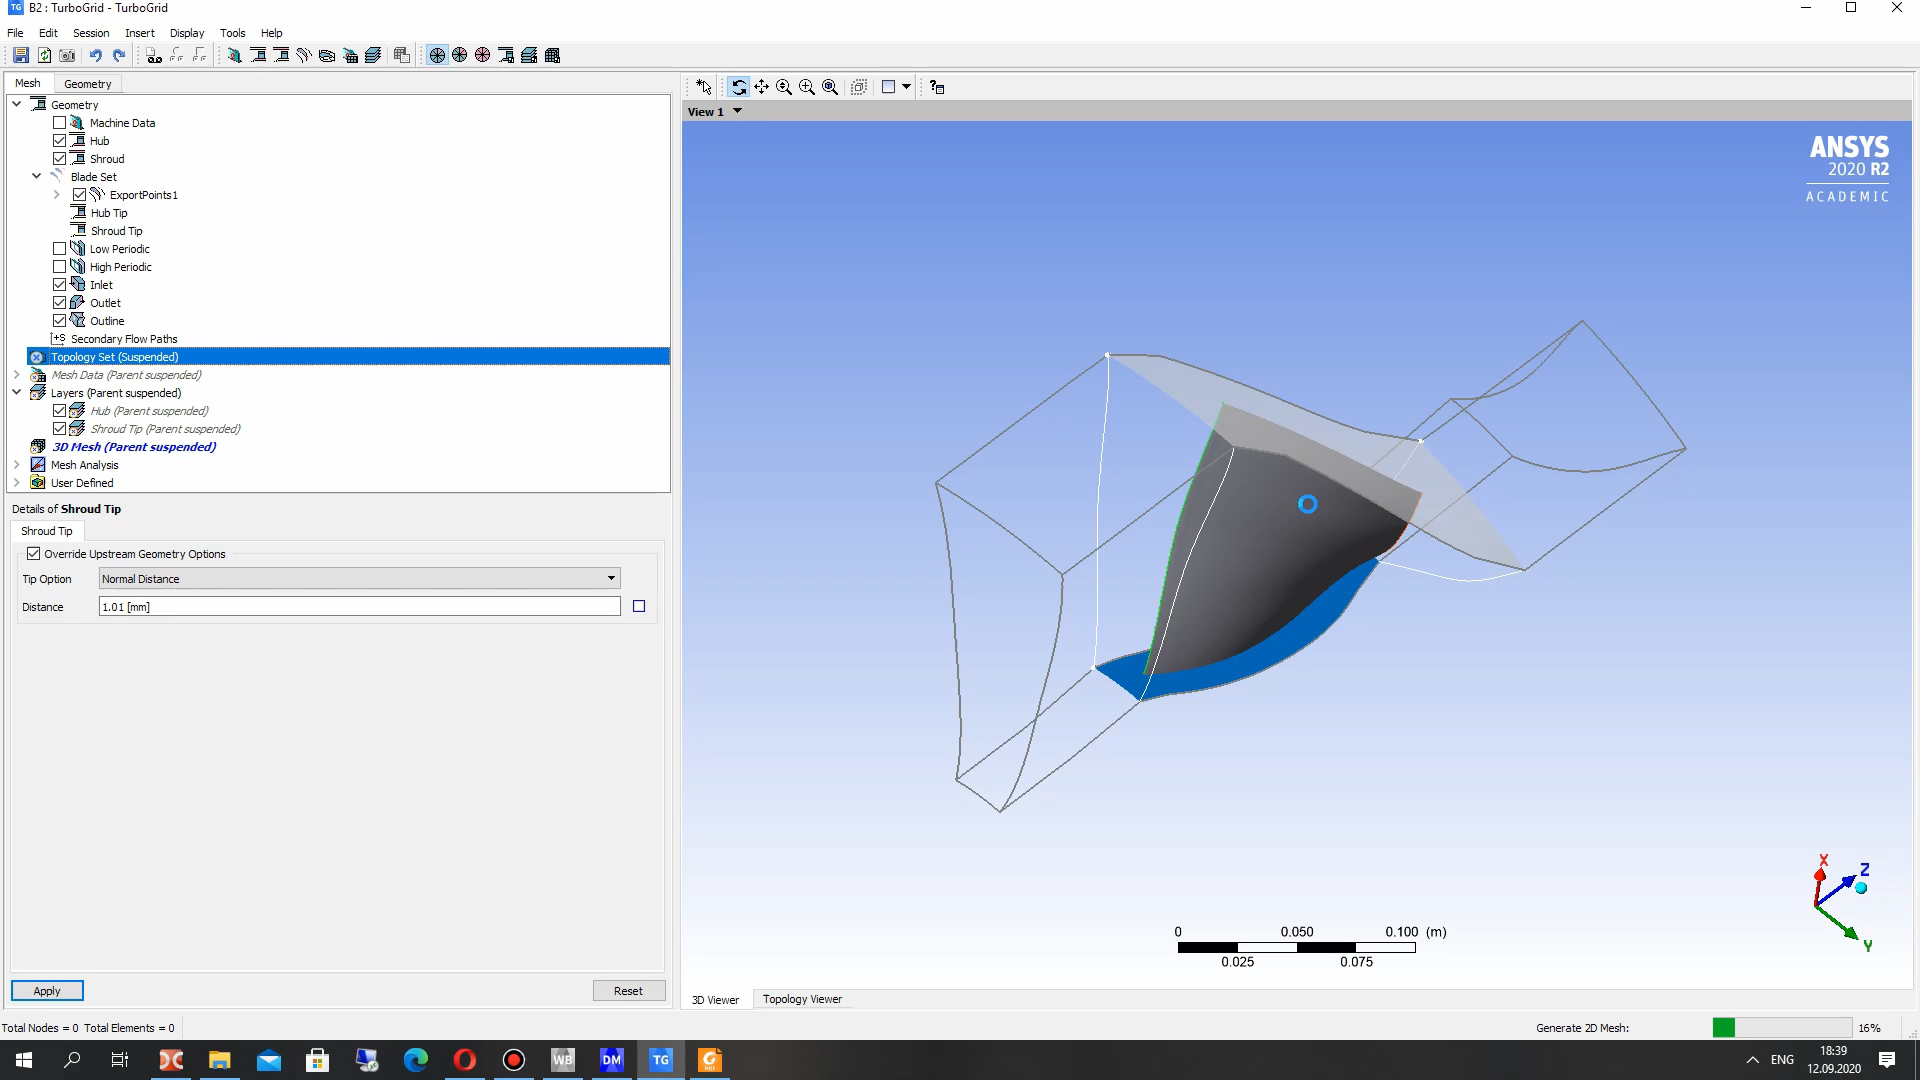 B2 : TurboGrid - TurboGrid
File Edit Session Insert Display Tools Help
Mesh Geometry
Geometry
Machine Data
Hub
Shroud
Blade Set
ExportPoints1
Hub Tip
Shroud Tip
Low Periodic
High Periodic
Inlet
Outlet
Outline
Secondary Flow Paths
Topology Set (Suspended)
Mesh Data (Parent suspended)
Layers (Parent suspended)
Hub (Parent suspended)
Shroud Tip (Parent suspended)
3D Mesh (Parent suspended)
Mesh Analysis
User Defined
Details of Shroud Tip
Shroud Tip
Override Upstream Geometry Options
Tip Option Normal Distance
Distance 1.01 [mm]
Apply Reset
View 1
ANSYS
2020 R2
ACADEMIC
X
Z
Y
0 0.050 0.100 (m)
0.025 0.075
3D Viewer Topology Viewer
Total Nodes = 0 Total Elements = 0
Generate 2D Mesh: 16%
WB DM TG
ENG
18:39
12.09.2020